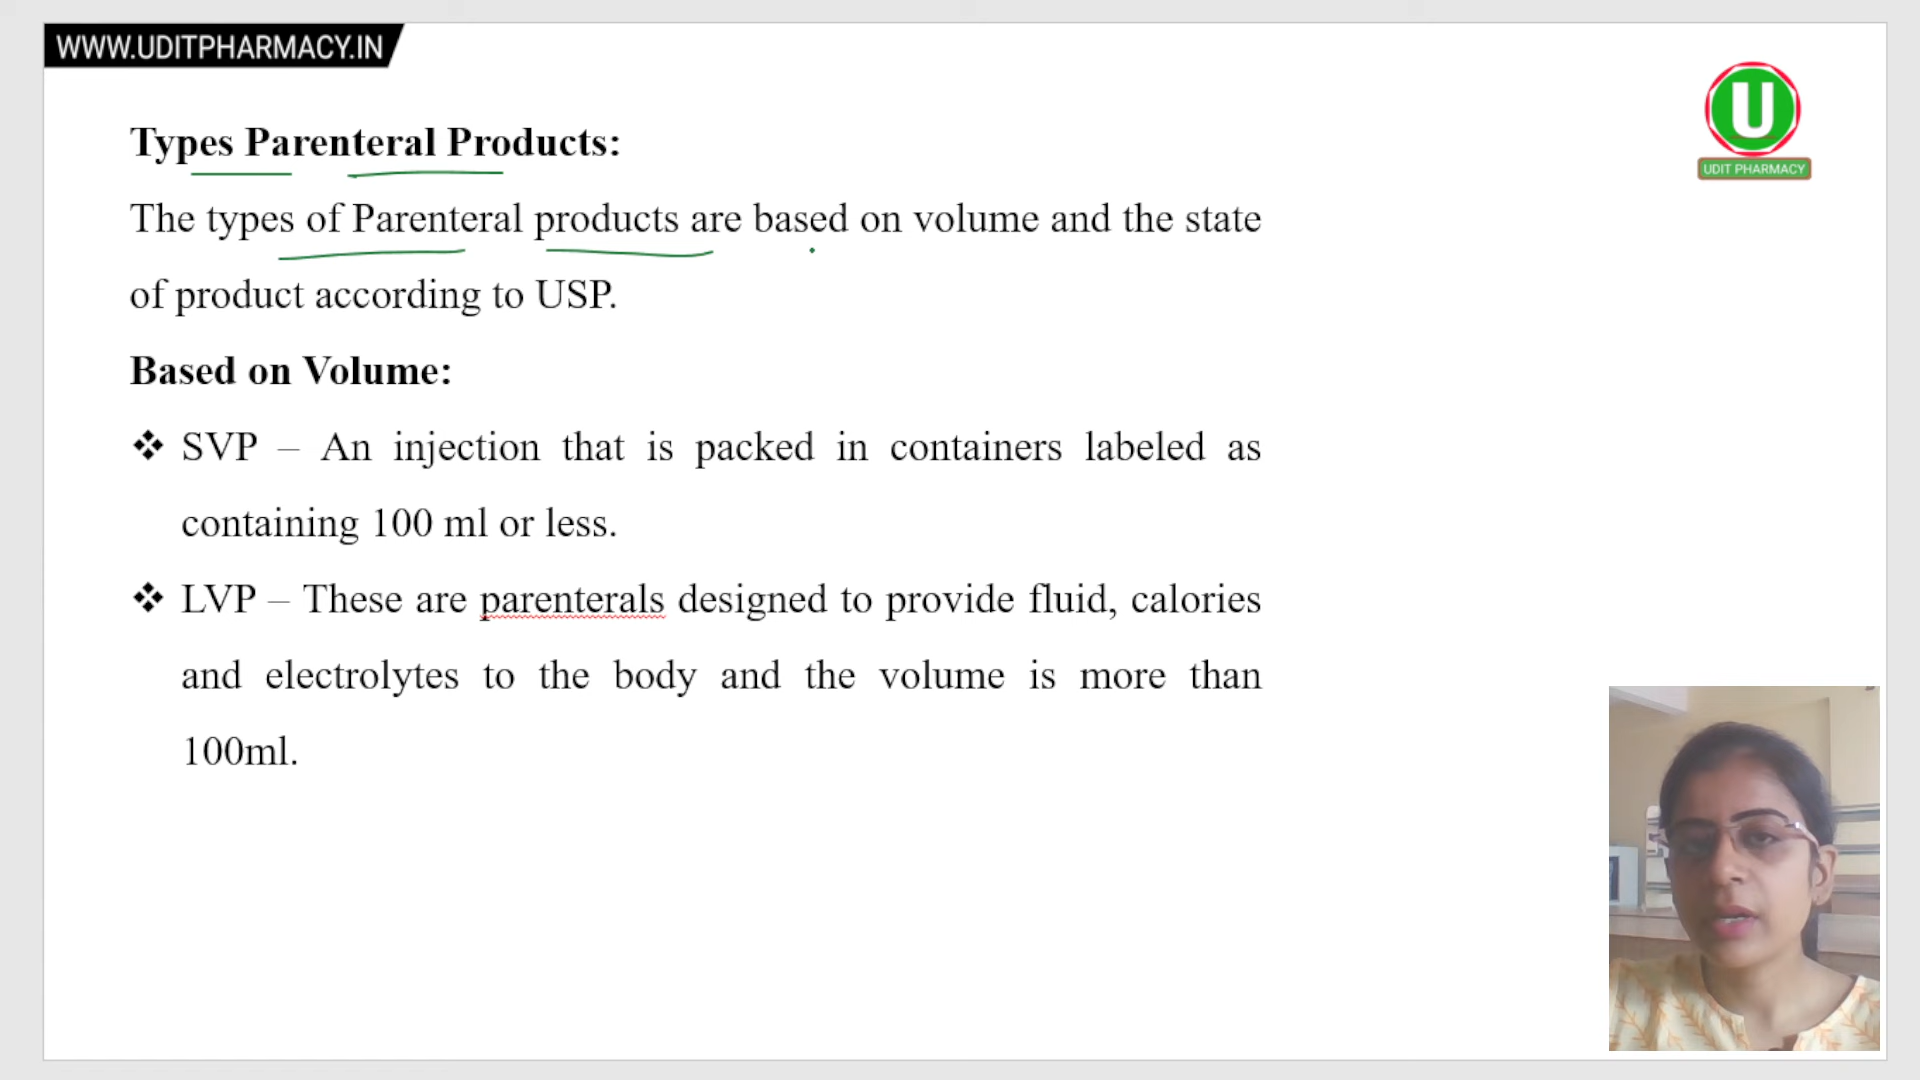 WWW.UDITPHARMACY.IN
U
UDIT PHARMACY
Types Parenteral Products:
The types of Parenteral products are based on volume and the state
of product according to USP.
Based on Volume:
❖ SVP – An injection that is packed in containers labeled as
containing 100 ml or less.
❖ LVP – These are parenterals designed to provide fluid, calories
and electrolytes to the body and the volume is more than
100ml.